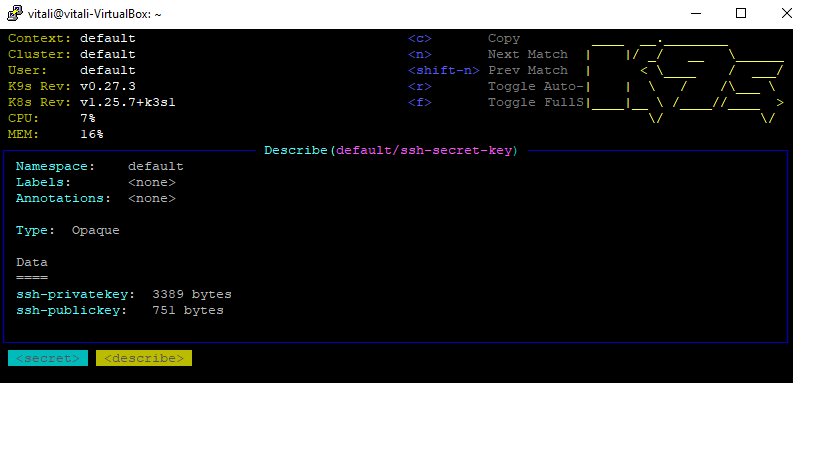 vitali@vitali-VirtualBox: ~
Context: default <c> Copy
Cluster: default <n> Next Match
User: default <shift-n> Prev Match
K9s Rev: v0.27.3 <r> Toggle Auto-
K8s Rev: v1.25.7+k3s1 <f> Toggle FullS
CPU: 7%
MEM: 16%
Describe(default/ssh-secret-key)
Namespace: default
Labels: <none>
Annotations: <none>
Type: Opaque
Data
====
ssh-privatekey: 3389 bytes
ssh-publickey: 751 bytes
<secret> <describe>